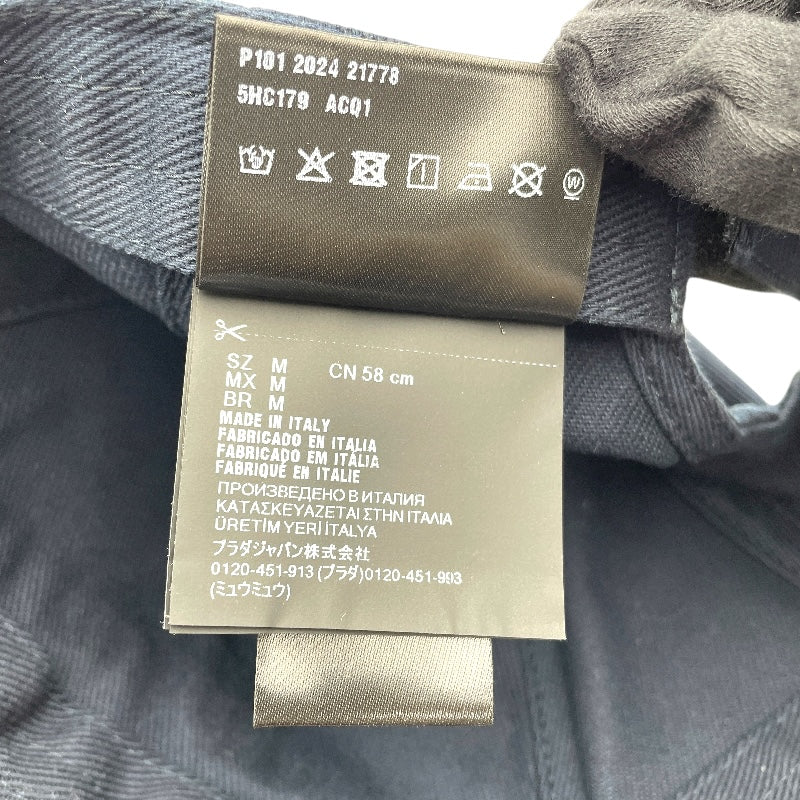 P101 2024 21778
5HC179 ACQ1
SZ M CN 58 cm
MX M
BR M
MADE IN ITALY
FABRICADO EN ITALIA
FABRICADO EM ITÁLIA
FABRIQUÉ EN ITALIE
ПРОИЗВЕДЕНО В ИТАЛИЯ
ΚΑΤΑΣΚΕΥΑΖΕΤΑΙ ΣΤΗΝ ΙΤΑΛΙΑ
ÜRETİM YERİ İTALYA
プラダジャパン株式会社
0120-451-913 (プラダ)0120-451-993
(ミュウミュウ)